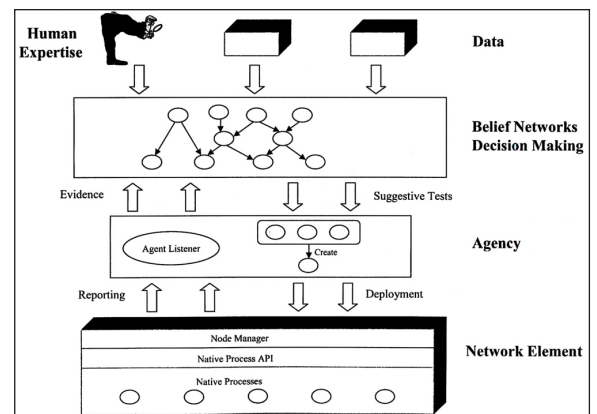 Human
Expertise
Data
Belief Networks
Decision Making
Evidence
Suggestive Tests
Agent Listener
Create
Agency
Reporting
Deployment
Node Manager
Native Process API
Network Element
Native Processes